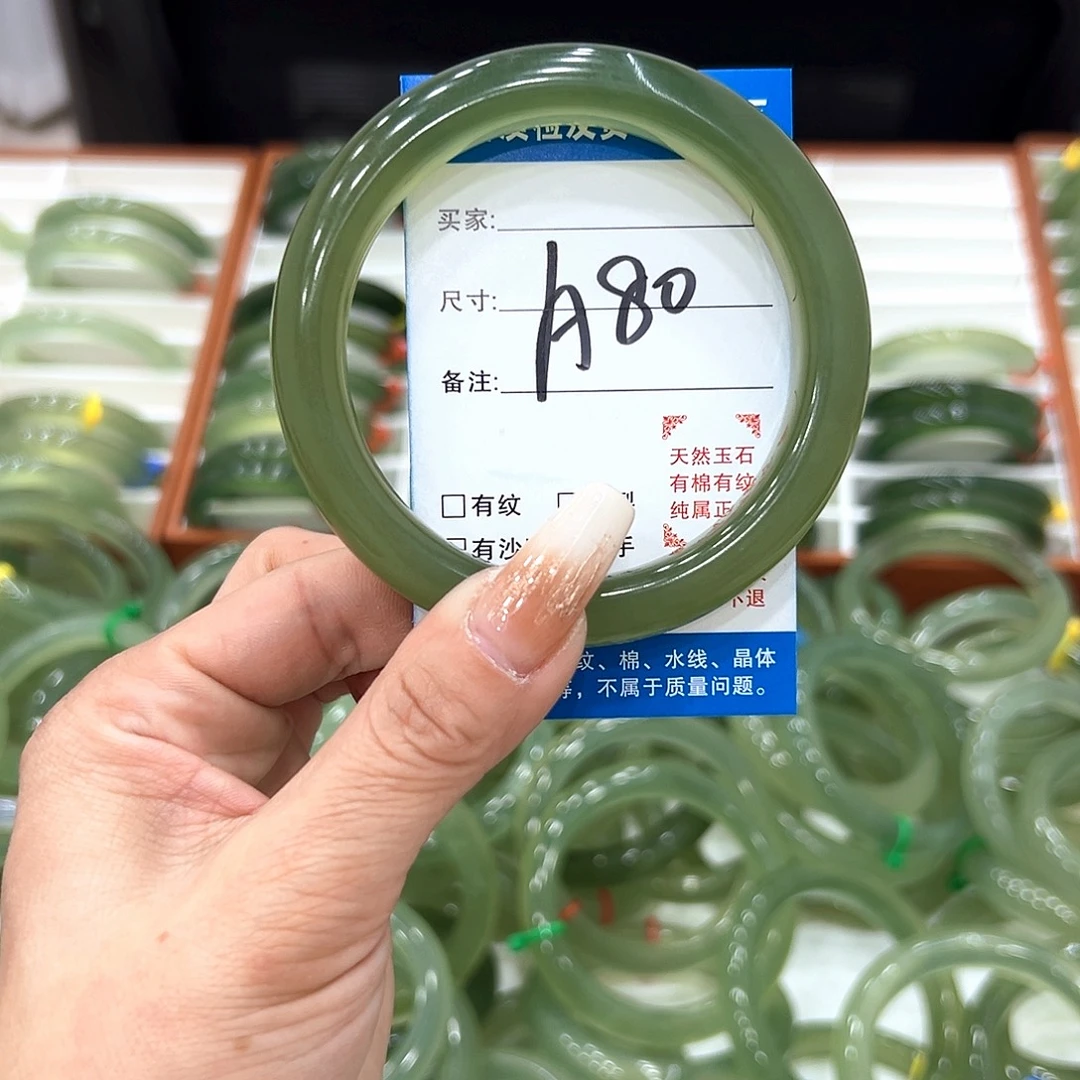 买家:
尺寸:
A80
备注:
天然玉石
有棉有纹
纯属正
□有纹
有沙
手
不退
纹、棉、水线、晶体
等，不属于质量问题。